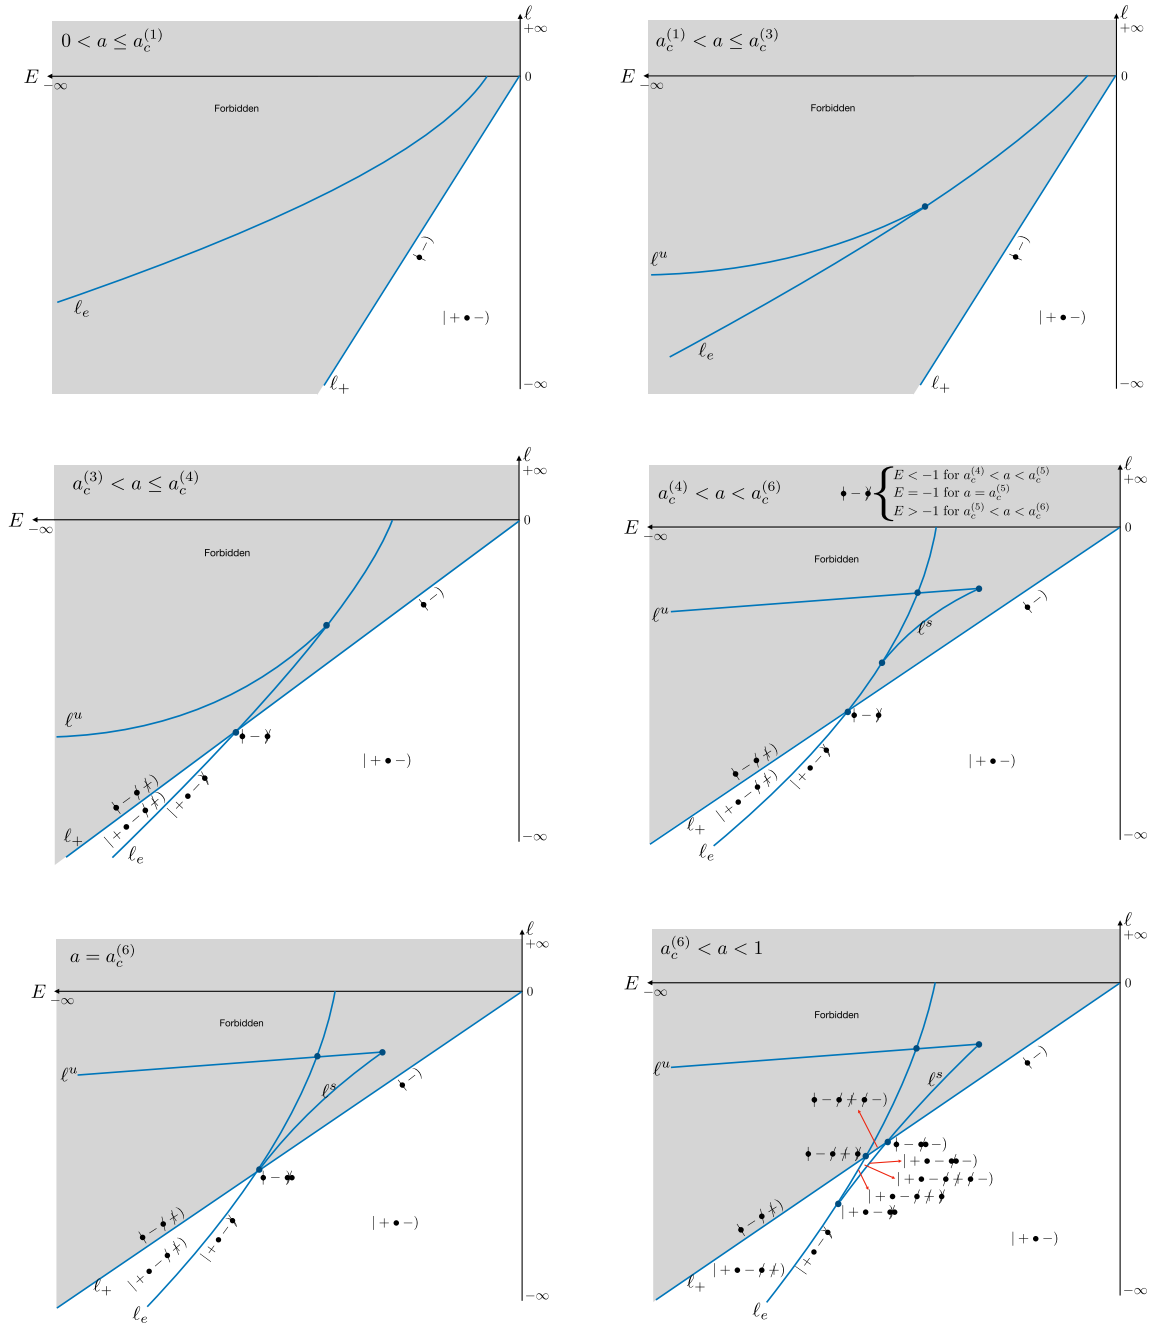 0 < a ≤ a_c^{(1)}
ℓ
+∞
E
−∞
0
Forbidden
ℓ_e
| + • −)
ℓ_+
−∞
a_c^{(1)} < a ≤ a_c^{(3)}
ℓ
+∞
E
−∞
0
Forbidden
ℓ^u
ℓ_e
| + • −)
ℓ_+
−∞
a_c^{(3)} < a ≤ a_c^{(4)}
ℓ
+∞
E
−∞
0
Forbidden
ℓ^u
| + • −)
ℓ_+
ℓ_e
−∞
a_c^{(4)} < a < a_c^{(6)}
E < −1 for a_c^{(4)} < a < a_c^{(5)}
E = −1 for a = a_c^{(5)}
E > −1 for a_c^{(5)} < a < a_c^{(6)}
ℓ
+∞
E
−∞
0
Forbidden
ℓ^u
ℓ^s
| + • −)
ℓ_+
ℓ_e
−∞
a = a_c^{(6)}
ℓ
+∞
E
−∞
0
Forbidden
ℓ^u
ℓ^s
| + • −)
ℓ_+
ℓ_e
−∞
a_c^{(6)} < a < 1
ℓ
+∞
E
−∞
0
Forbidden
ℓ^u
ℓ^s
| + • −)
ℓ_+
ℓ_e
−∞